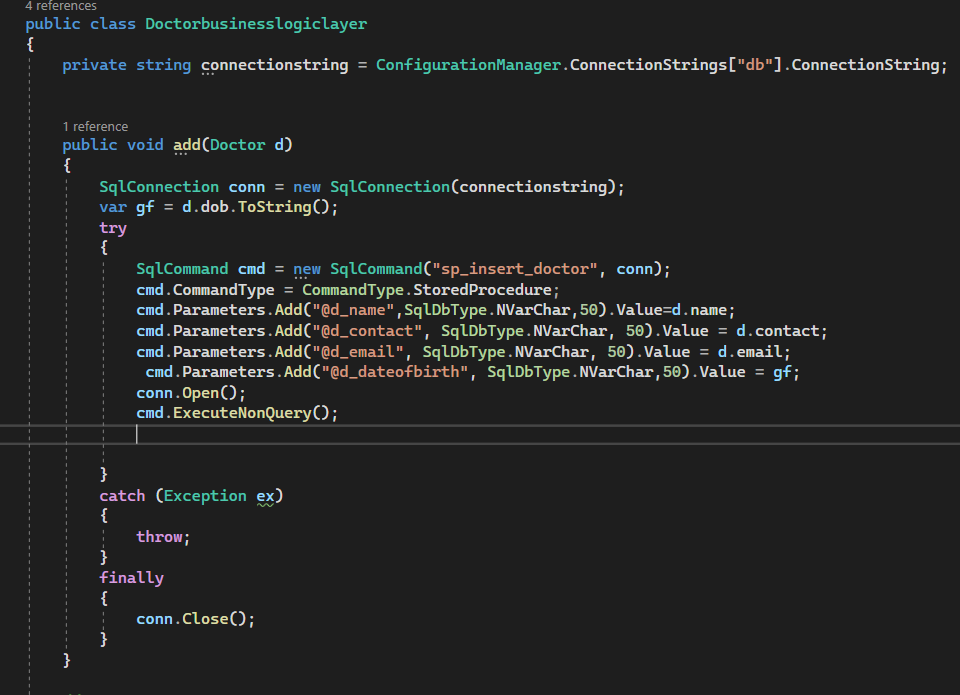 4 references
public class Doctorbusinesslogiclayer
{
private string connectionstring = ConfigurationManager.ConnectionStrings["db"].ConnectionString;
1 reference
public void add(Doctor d)
{
SqlConnection conn = new SqlConnection(connectionstring);
var gf = d.dob.ToString();
try
{
SqlCommand cmd = new SqlCommand("sp_insert_doctor", conn);
cmd.CommandType = CommandType.StoredProcedure;
cmd.Parameters.Add("@d_name",SqlDbType.NVarChar,50).Value=d.name;
cmd.Parameters.Add("@d_contact", SqlDbType.NVarChar, 50).Value = d.contact;
cmd.Parameters.Add("@d_email", SqlDbType.NVarChar, 50).Value = d.email;
cmd.Parameters.Add("@d_dateofbirth", SqlDbType.NVarChar,50).Value = gf;
conn.Open();
cmd.ExecuteNonQuery();
}
catch (Exception ex)
{
throw;
}
finally
{
conn.Close();
}
}